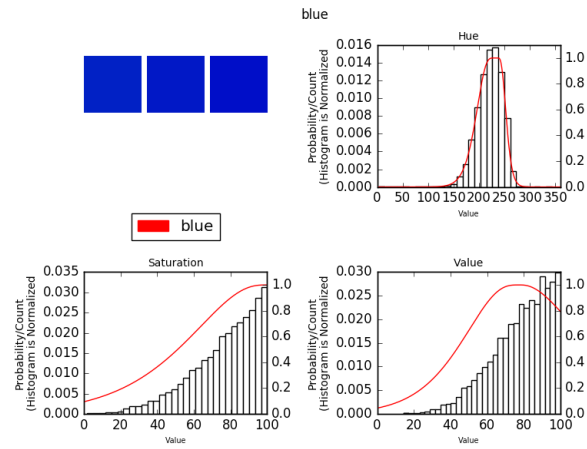 blue
Hue
0.016
0.014
0.012
0.010
0.008
0.006
0.004
0.002
0.000
Probability/Count
(Histogram is Normalized
1.0
0.8
0.6
0.4
0.2
0.0
0 50 100 150 200 250 300 350
Value
blue
Saturation
0.035
0.030
0.025
0.020
0.015
0.010
0.005
0.000
Probability/Count
(Histogram is Normalized
1.0
0.8
0.6
0.4
0.2
0.0
0 20 40 60 80 100
Value
Value
0.030
0.025
0.020
0.015
0.010
0.005
0.000
Probability/Count
(Histogram is Normalized
1.0
0.8
0.6
0.4
0.2
0.0
0 20 40 60 80 100
Value